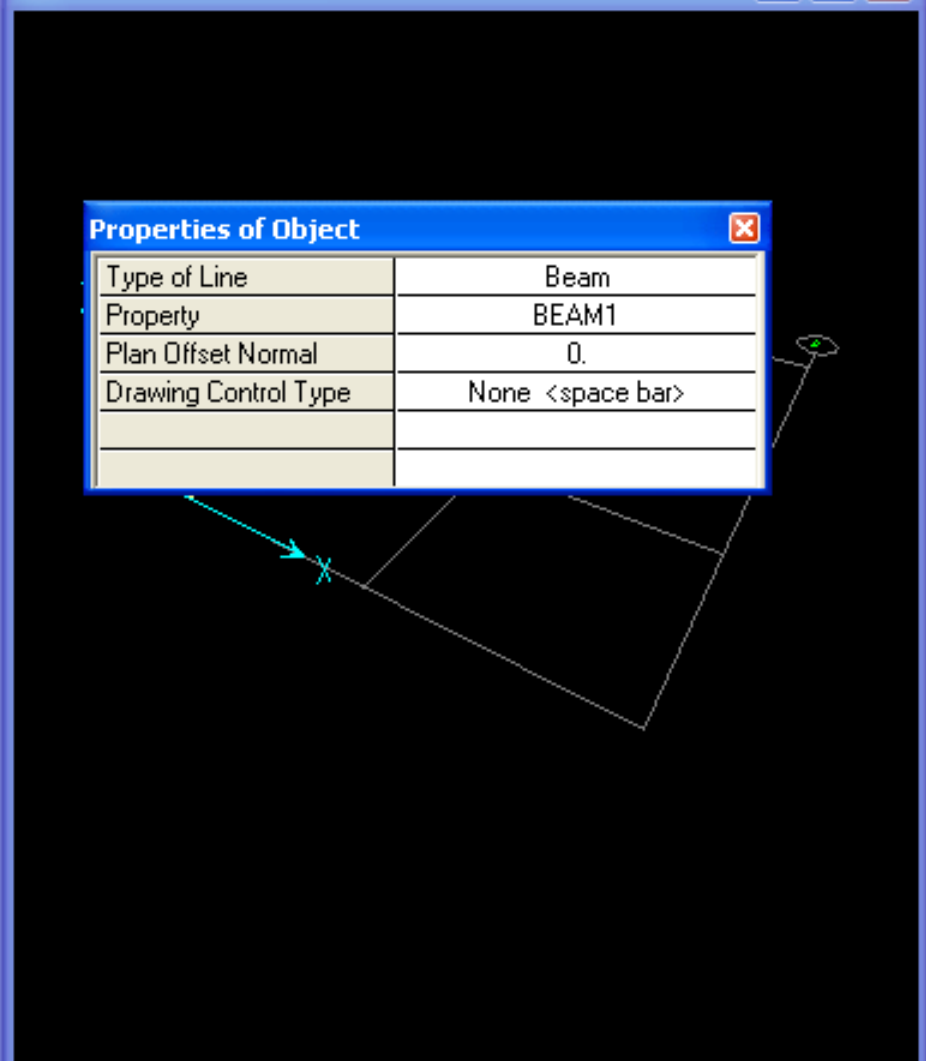 Properties of Object
Type of Line Beam
Property BEAM1
Plan Offset Normal 0.
Drawing Control Type None <space bar>
X